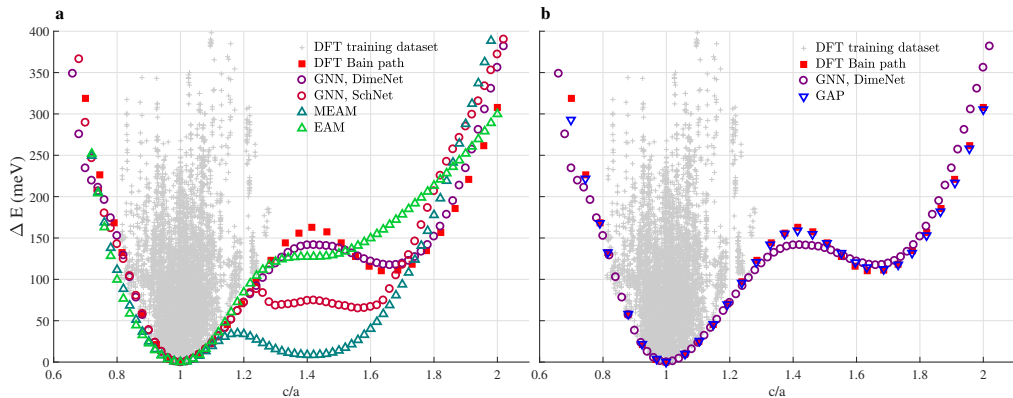 a
b
400
350
300
250
200
150
100
50
0
Δ E (meV)
DFT training dataset
DFT Bain path
GNN, DimeNet
GNN, SchNet
MEAM
EAM
0.6 0.8 1 1.2 1.4 1.6 1.8 2
c/a
DFT training dataset
DFT Bain path
GNN, DimeNet
GAP
0.6 0.8 1 1.2 1.4 1.6 1.8 2
c/a